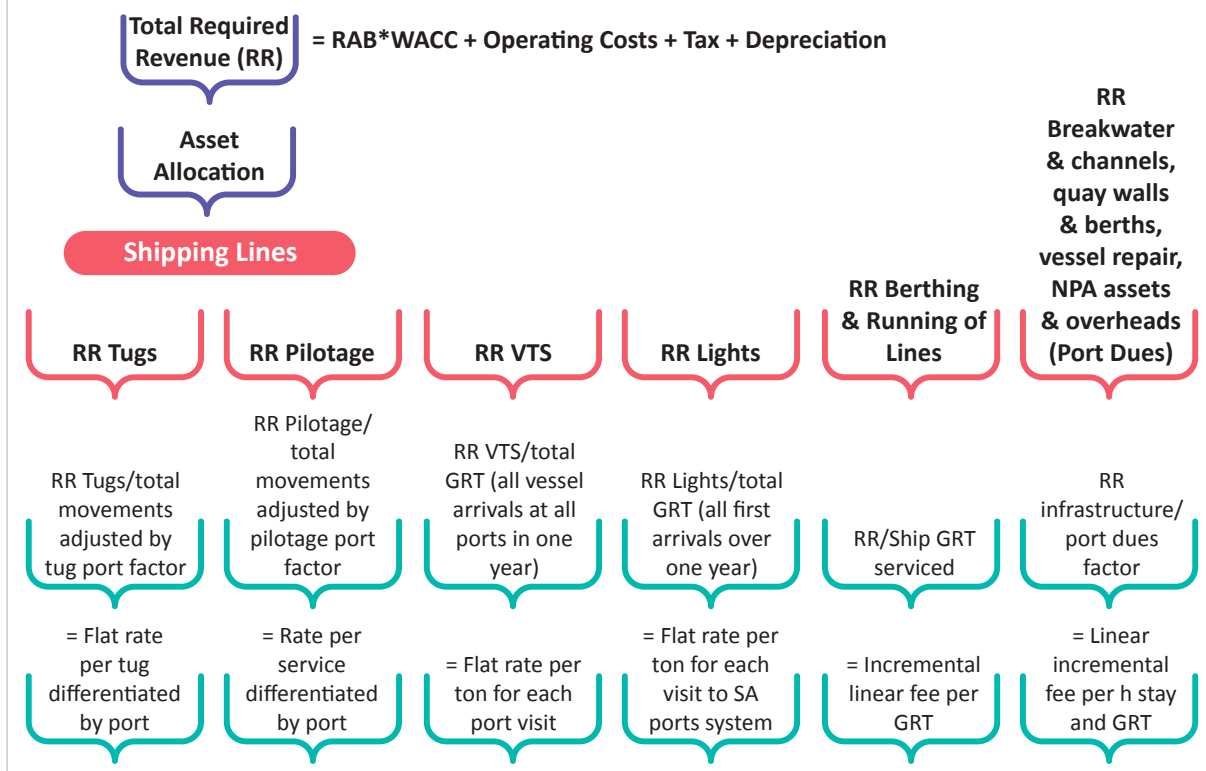 Total Required
Revenue (RR)
= RAB*WACC + Operating Costs + Tax + Depreciation
Asset
Allocation
Shipping Lines
RR Tugs
RR Pilotage
RR VTS
RR Lights
RR Berthing
& Running of
Lines
RR
Breakwater
& channels,
quay walls
& berths,
vessel repair,
NPA assets
& overheads
(Port Dues)
RR Tugs/total
movements
adjusted by
tug port factor
RR Pilotage/
total
movements
adjusted by
pilotage port
factor
RR VTS/total
GRT (all vessel
arrivals at all
ports in one
year)
RR Lights/total
GRT (all first
arrivals over
one year)
RR/Ship GRT
serviced
RR
infrastructure/
port dues
factor
= Flat rate
per tug
differentiated
by port
= Rate per
service
differentiated
by port
= Flat rate per
ton for each
port visit
= Flat rate per
ton for each
visit to SA
ports system
= Incremental
linear fee per
GRT
= Linear
incremental
fee per h stay
and GRT